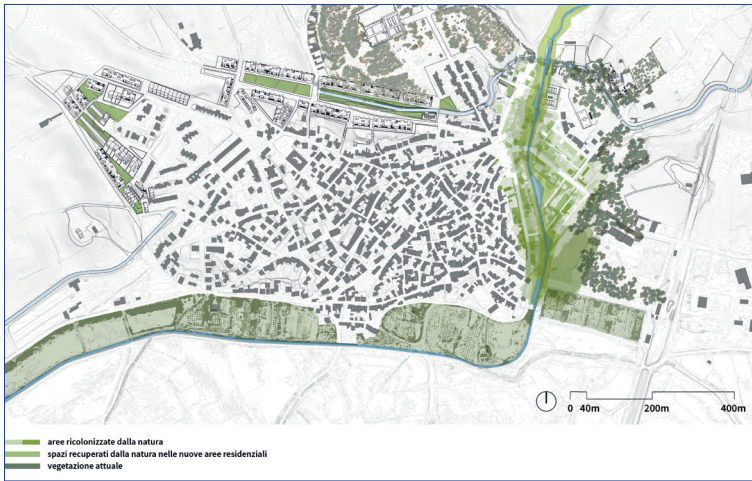 0 40m 200m 400m
aree ricolonizzate dalla natura
spazi recuperati dalla natura nelle nuove aree residenziali
vegetazione attuale